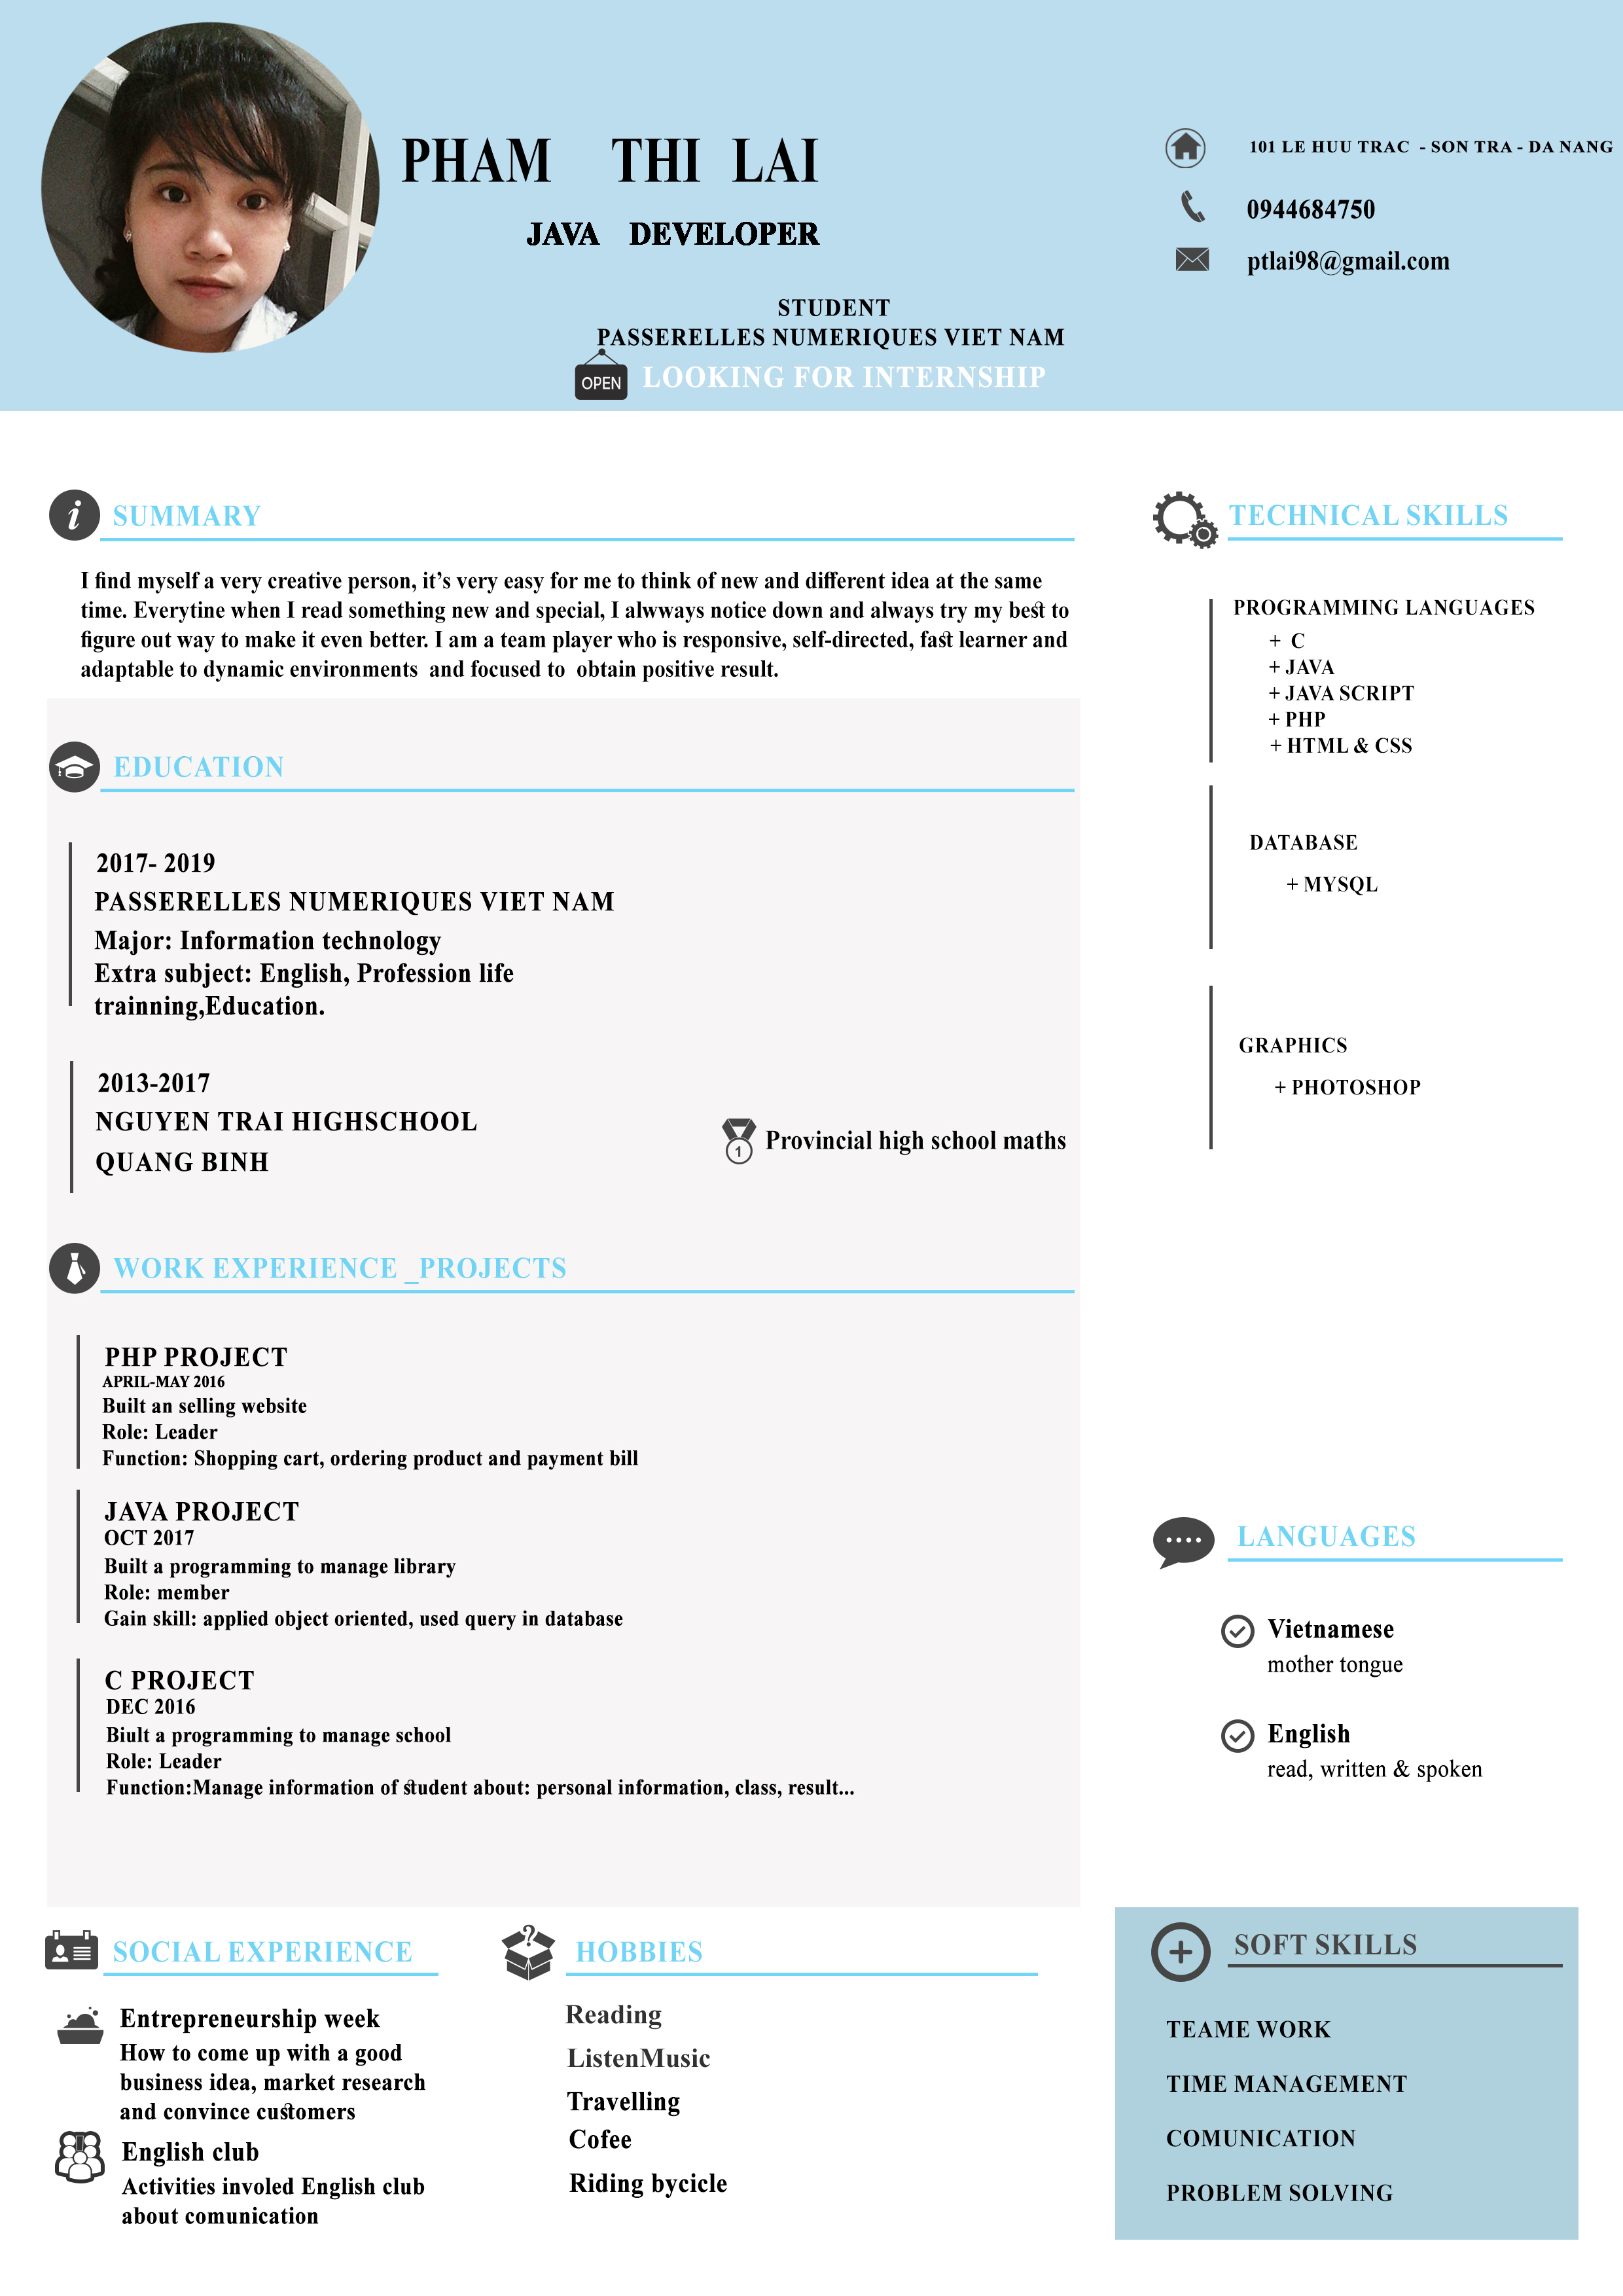 PHAM THI LAI
JAVA DEVELOPER
STUDENT
PASSERELLES NUMERIQUES VIET NAM
OPEN
LOOKING FOR INTERNSHIP
101 LE HUU TRAC - SON TRA - DA NANG
0944684750
ptlai98@gmail.com
i
SUMMARY
I find myself a very creative person, it's very easy for me to think of new and different idea at the same
time. Everytine when I read something new and special, I alwways notice down and always try my best to
figure out way to make it even better. I am a team player who is responsive, self-directed, fast learner and
adaptable to dynamic environments and focused to obtain positive result.
EDUCATION
2017- 2019
PASSERELLES NUMERIQUES VIET NAM
Major: Information technology
Extra subject: English, Profession life
trainning,Education.
2013-2017
NGUYEN TRAI HIGHSCHOOL
QUANG BINH
1
Provincial high school maths
WORK EXPERIENCE _PROJECTS
PHP PROJECT
APRIL-MAY 2016
Built an selling website
Role: Leader
Function: Shopping cart, ordering product and payment bill
JAVA PROJECT
OCT 2017
Built a programming to manage library
Role: member
Gain skill: applied object oriented, used query in database
C PROJECT
DEC 2016
Biult a programming to manage school
Role: Leader
Function:Manage information of student about: personal information, class, result...
TECHNICAL SKILLS
PROGRAMMING LANGUAGES
+ C
+ JAVA
+ JAVA SCRIPT
+ PHP
+ HTML & CSS
DATABASE
+ MYSQL
GRAPHICS
+ PHOTOSHOP
LANGUAGES
Vietnamese
mother tongue
English
read, written & spoken
SOCIAL EXPERIENCE
Entrepreneurship week
How to come up with a good
business idea, market research
and convince customers
English club
Activities involed English club
about comunication
?
HOBBIES
Reading
ListenMusic
Travelling
Cofee
Riding bycicle
SOFT SKILLS
TEAME WORK
TIME MANAGEMENT
COMUNICATION
PROBLEM SOLVING